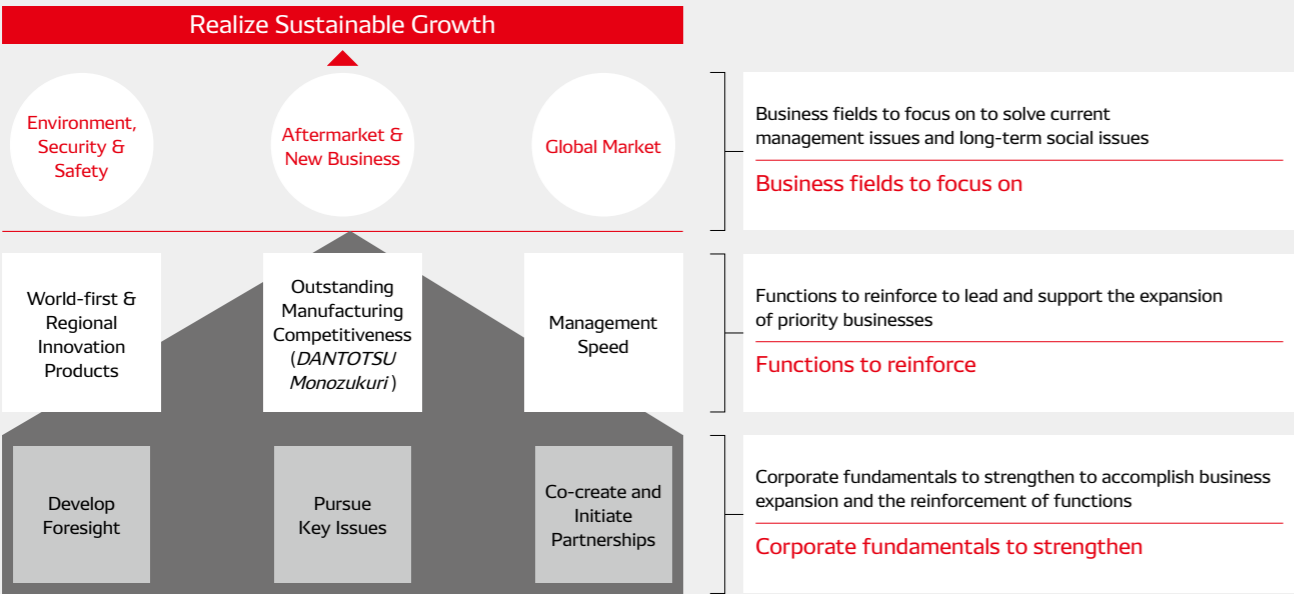 Realize Sustainable Growth
Environment,
Security &
Safety
Aftermarket &
New Business
Global Market
Business fields to focus on to solve current
management issues and long-term social issues
Business fields to focus on
World-first &
Regional
Innovation
Products
Outstanding
Manufacturing
Competitiveness
(DANTOTSU
Monozukuri)
Management
Speed
Functions to reinforce to lead and support the expansion
of priority businesses
Functions to reinforce
Develop
Foresight
Pursue
Key Issues
Co-create and
Initiate
Partnerships
Corporate fundamentals to strengthen to accomplish business
expansion and the reinforcement of functions
Corporate fundamentals to strengthen